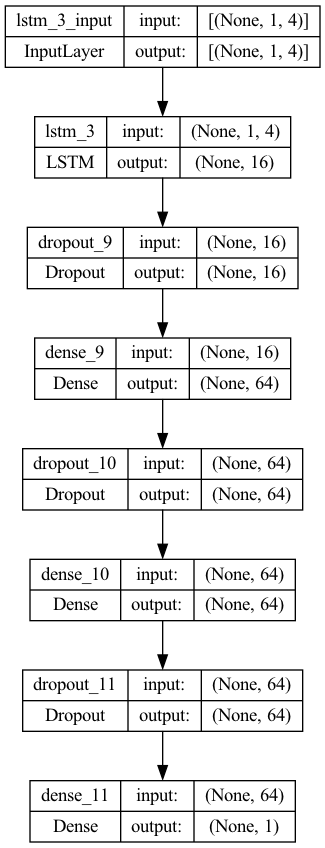 lstm_3_input input: [(None, 1, 4)]
InputLayer output: [(None, 1, 4)]
lstm_3 input: (None, 1, 4)
LSTM output: (None, 16)
dropout_9 input: (None, 16)
Dropout output: (None, 16)
dense_9 input: (None, 16)
Dense output: (None, 64)
dropout_10 input: (None, 64)
Dropout output: (None, 64)
dense_10 input: (None, 64)
Dense output: (None, 64)
dropout_11 input: (None, 64)
Dropout output: (None, 64)
dense_11 input: (None, 64)
Dense output: (None, 1)